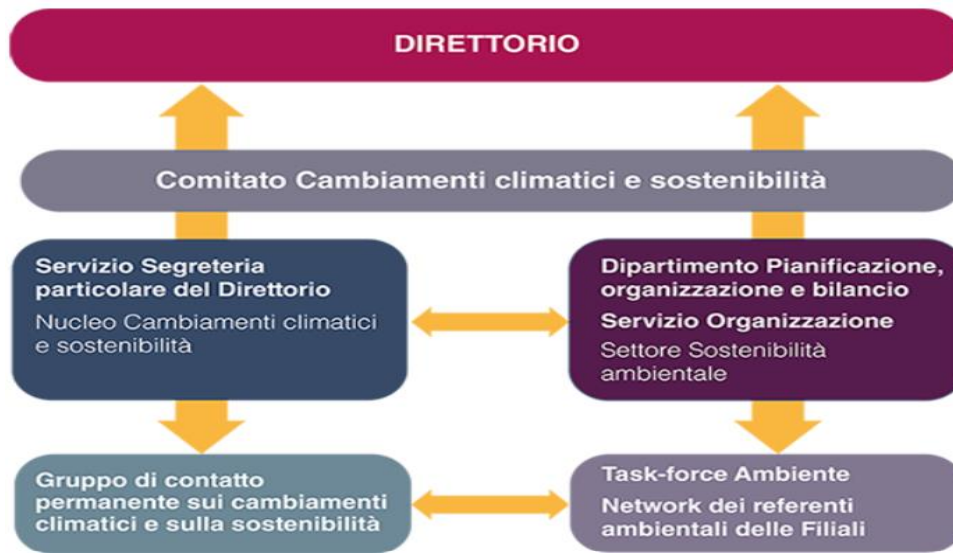 DIRETTORIO
Comitato Cambiamenti climatici e sostenibilità
Servizio Segreteria
particolare del Direttorio
Nucleo Cambiamenti climatici
e sostenibilità
Dipartimento Pianificazione,
organizzazione e bilancio
Servizio Organizzazione
Settore Sostenibilità
ambientale
Gruppo di contatto
permanente sui cambiamenti
climatici e sulla sostenibilità
Task-force Ambiente
Network dei referenti
ambientali delle Filiali